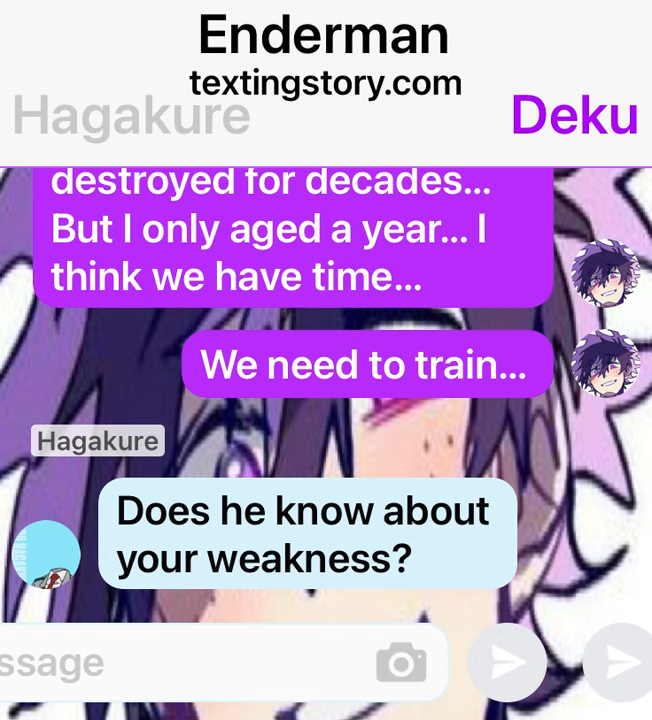 Enderman
textingstory.com
Hagakure
Deku
destroyed for decades...
But I only aged a year... I
think we have time...
We need to train...
Hagakure
Does he know about
your weakness?
ssage